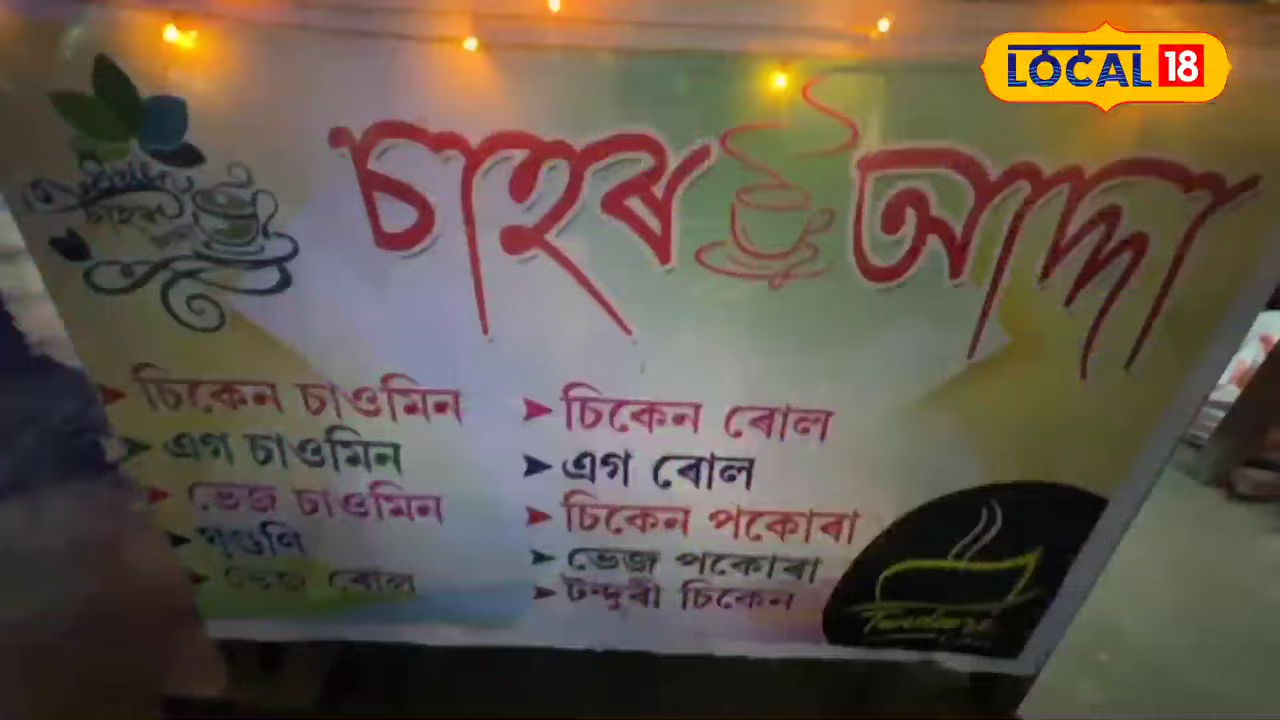 LOCAL 18
চাহৰ আড্ডা
চিকেন চাওমিন
এগ চাওমিন
ভেজ চাওমিন
ঘুগুণি
ভেজ ৰোল
চিকেন ৰোল
এগ ৰোল
চিকেন পকোৰা
ভেজ পকোৰা
টন্দুৰী চিকেন